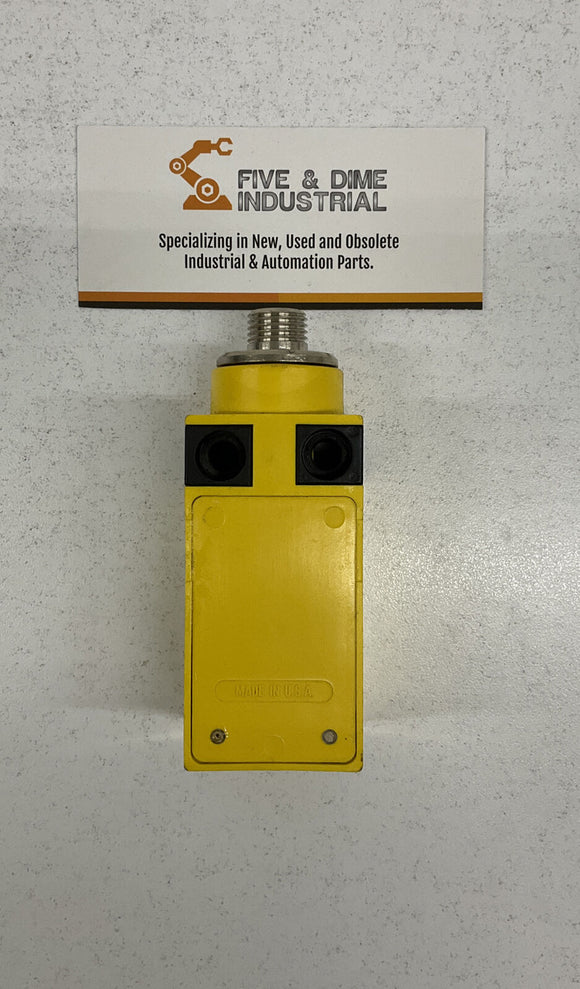 FIVE & DIME
INDUSTRIAL
Specializing in New, Used and Obsolete
Industrial & Automation Parts.
MADE IN U.S.A.